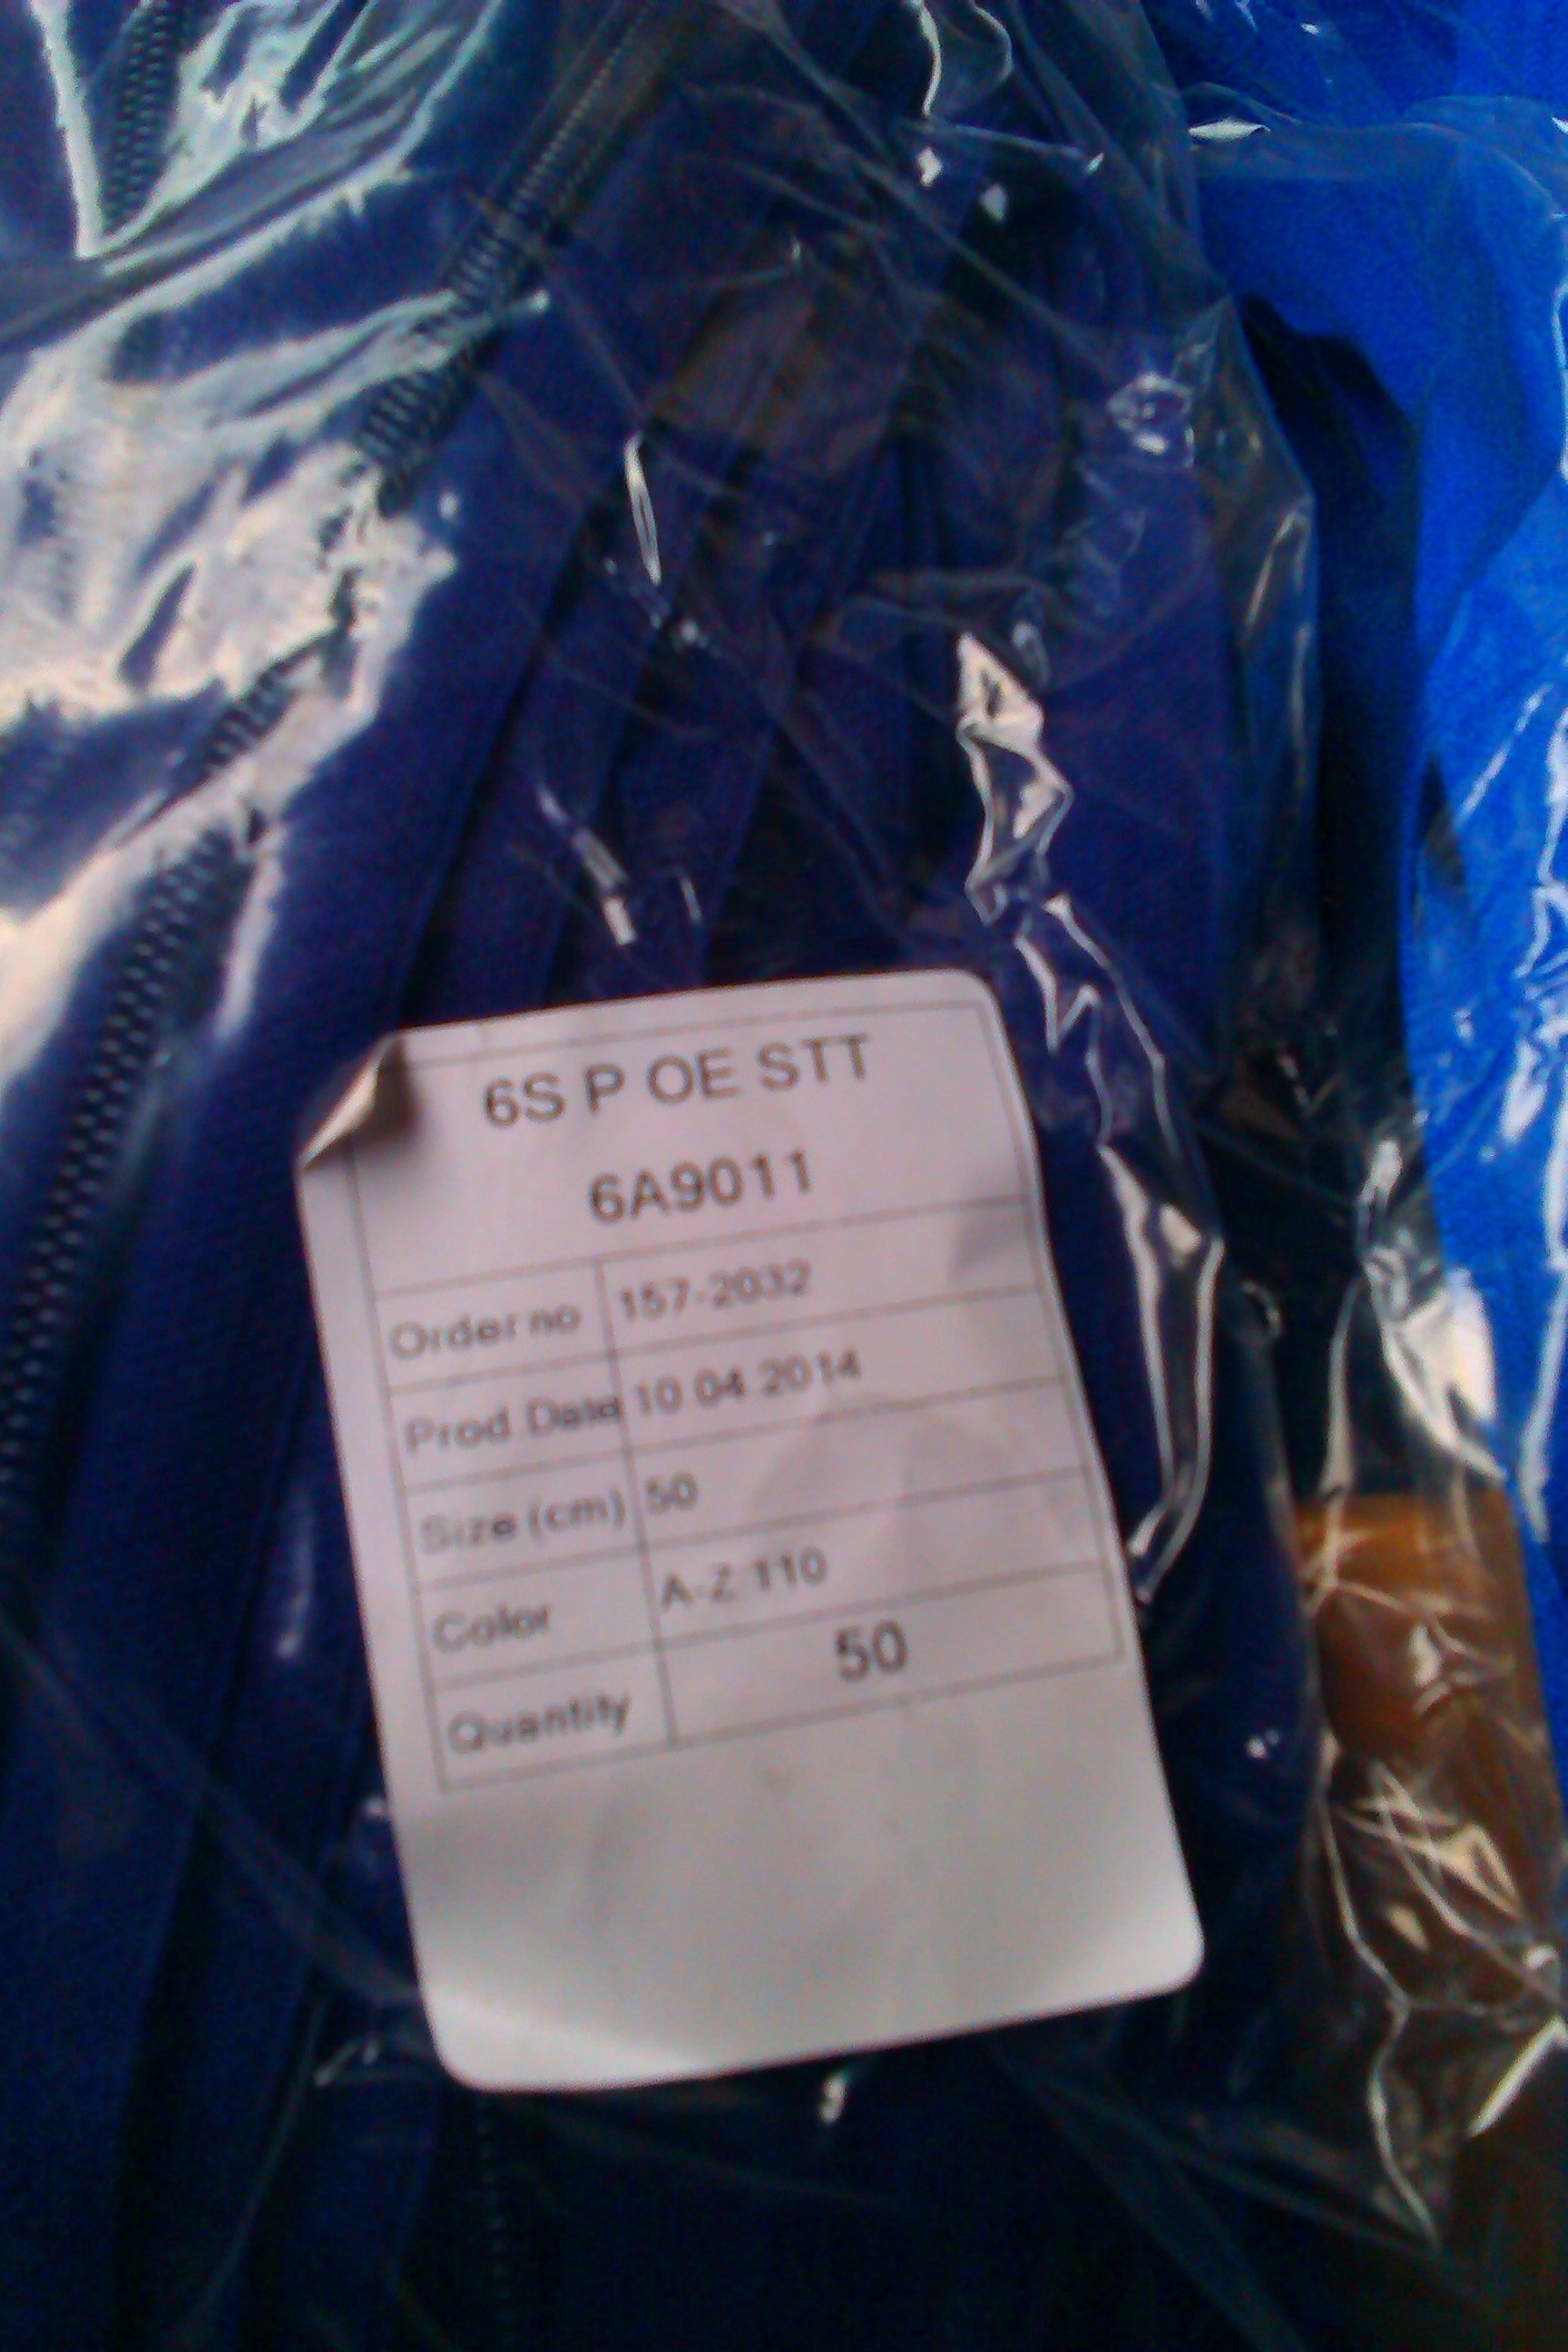 6S P OE STT
6A9011
Order no 157-2032
Prod Date 10 04 2014
Size (cm) 50
Color A-Z 110
Quantity 50